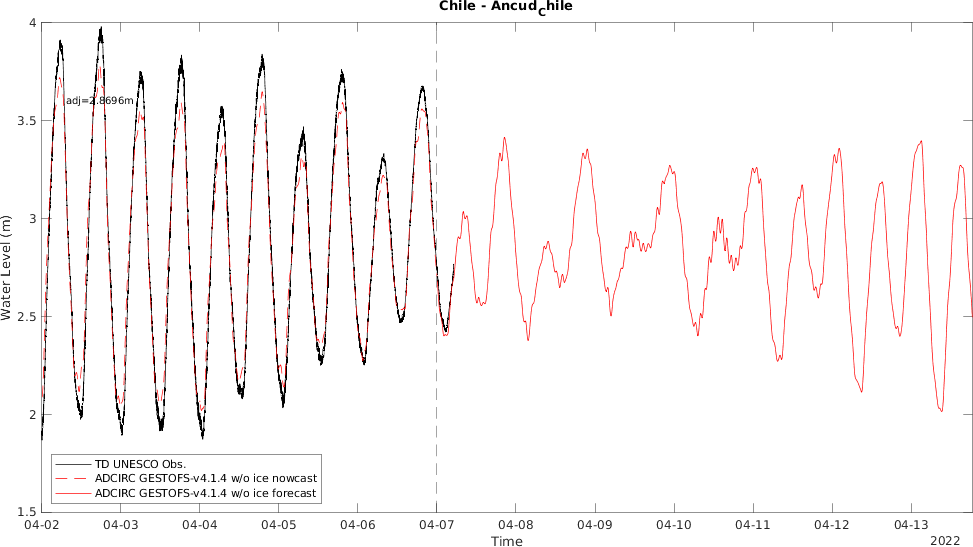 Chile - Ancud_Chile
4
3.5
3
2.5
2
1.5
Water Level (m)
adj=2.8696m
TD UNESCO Obs.
ADCIRC GESTOFS-v4.1.4 w/o ice nowcast
ADCIRC GESTOFS-v4.1.4 w/o ice forecast
04-02 04-03 04-04 04-05 04-06 04-07 04-08 04-09 04-10 04-11 04-12 04-13
Time
2022